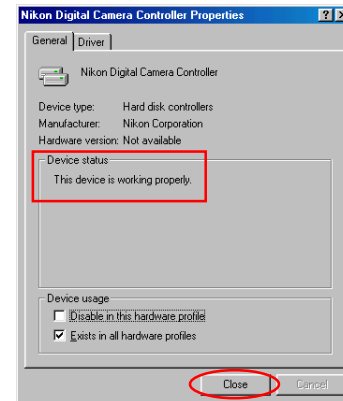 Nikon Digital Camera Controller Properties
General Driver
Nikon Digital Camera Controller
Device type: Hard disk controllers
Manufacturer: Nikon Corporation
Hardware version: Not available
Device status
This device is working properly.
Device usage
Disable in this hardware profile
Exists in all hardware profiles
Close Cancel